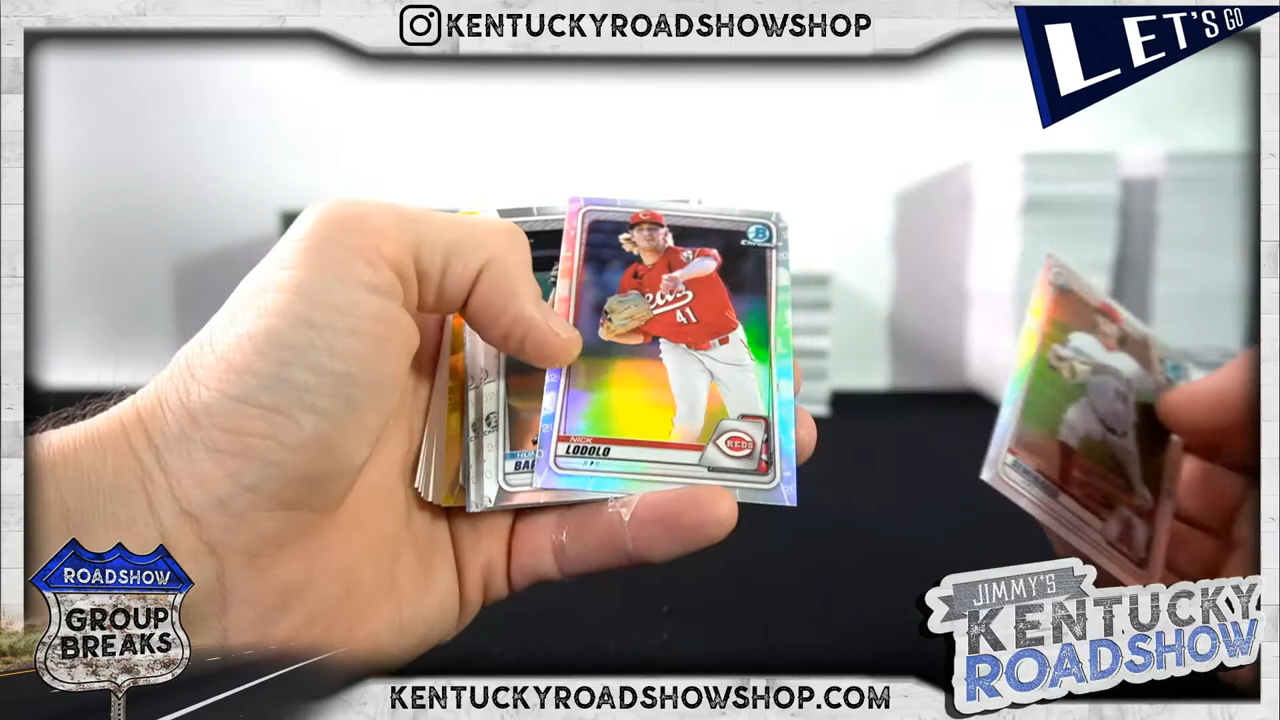 KENTUCKYROADSHOWSHOP
LET'S GO
41
NICK
LODOLO
P
REDS
ROADSHOW
GROUP
BREAKS
JIMMY'S
KENTUCKY
ROADSHOW
KENTUCKYROADSHOWSHOP.COM